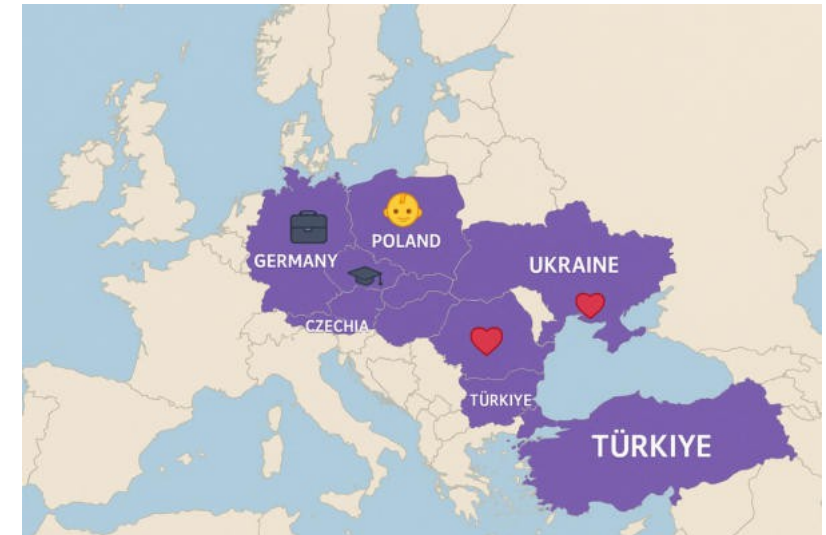 POLAND
GERMANY
UKRAINE
CZECHIA
TÜRKIYE
TÜRKIYE